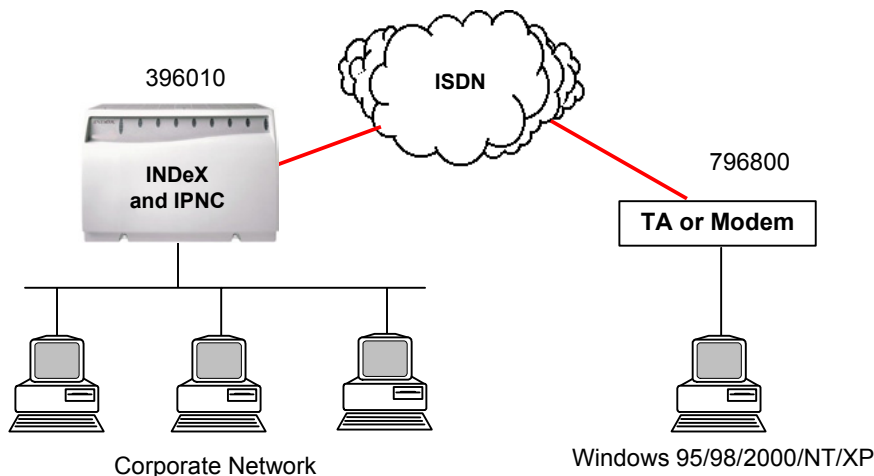 396010
ISDN
INDeX
and IPNC
796800
TA or Modem
Corporate Network
Windows 95/98/2000/NT/XP